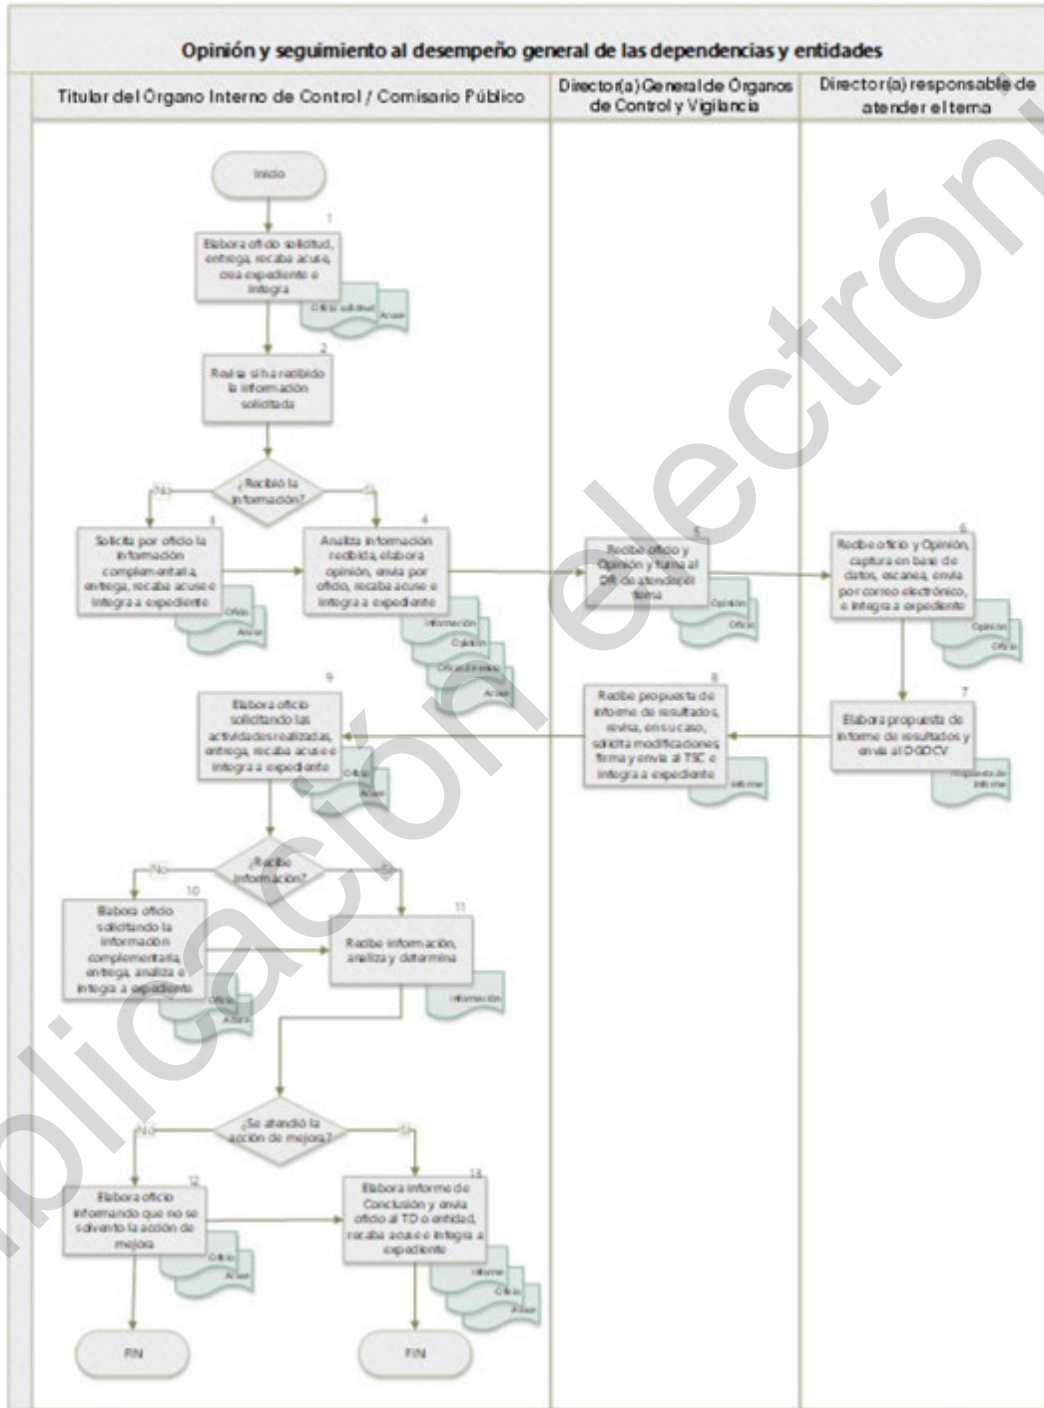 Opinión y seguimiento al desempeño general de las dependencias y entidades
Titular del Órgano Interno de Control / Comisario Público
Director(a) General de Órganos
de Control y Vigilancia
Director(a) responsable de
atender el tema
Inicio
1
Elabora oficio solicitud,
entrega, recaba acuse,
crea expediente e
integra
Oficio solicitud
Acuse
2
Revisa si ha recibido
la información
solicitada
¿Recibió la
información?
No
Sí
3
Solicita por oficio la
información
complementaria,
entrega, recaba acuse e
integra a expediente
Oficio
Acuse
4
Analiza información
recibida, elabora
opinión, envía por
oficio, recaba acuse e
integra a expediente
Información
Opinión
Acuse
5
Recibe oficio y
Opinión y turna al
DR de atender el
tema
Opinión
Oficio
6
Recibe oficio y Opinión,
captura en base de
datos, escanea, envía
por correo electrónico,
e integra a expediente
Opinión
Oficio
7
Elabora propuesta de
informe de resultados y
envía al DGOCV
Propuesta de
informe
8
Recibe propuesta de
informe de resultados,
revisa, en su caso,
solicita modificaciones,
firma y envía al TSC e
integra a expediente
Informe
9
Elabora oficio
solicitando las
actividades realizadas,
entrega, recaba acuse e
integra a expediente
Oficio
Acuse
¿Recibe
información?
No
Sí
10
Elabora oficio
solicitando la
información
complementaria,
entrega, analiza e
integra a expediente
Oficio
Acuse
11
Recibe información,
analiza y determina
Información
¿Se atendió la
acción de mejora?
No
Sí
12
Elabora oficio
informando que no se
solvento la acción de
mejora
Oficio
Acuse
13
Elabora Informe de
Conclusión y envía
oficio al TD o entidad,
recaba acuse e integra a
expediente
Informe
Oficio
Acuse
FIN
FIN
plicación electróni